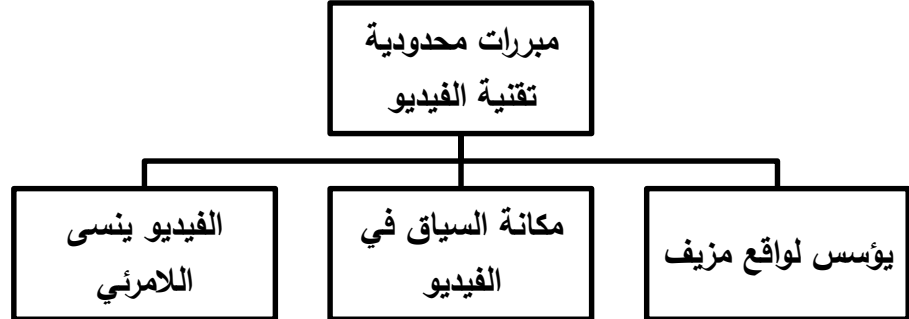 مبررات محدودية
تقنية الفيديو
يؤسس لواقع مزيف
مكانة السياق في
الفيديو
الفيديو ينسى
اللامرئي